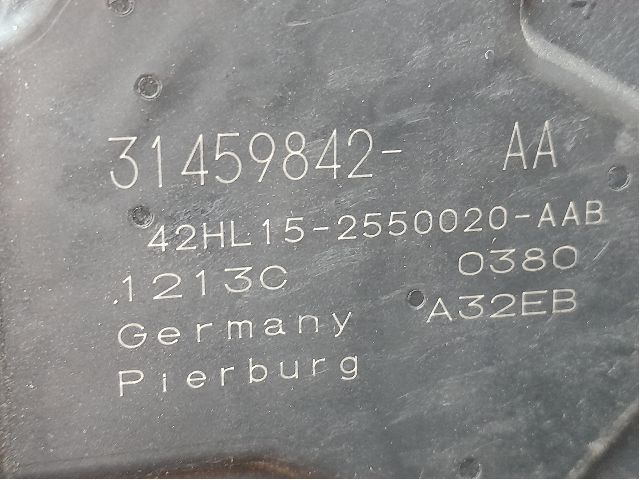 31459842- AA
42HL15-2550020-AAB
.1213C 0380
Germany A32EB
Pierburg